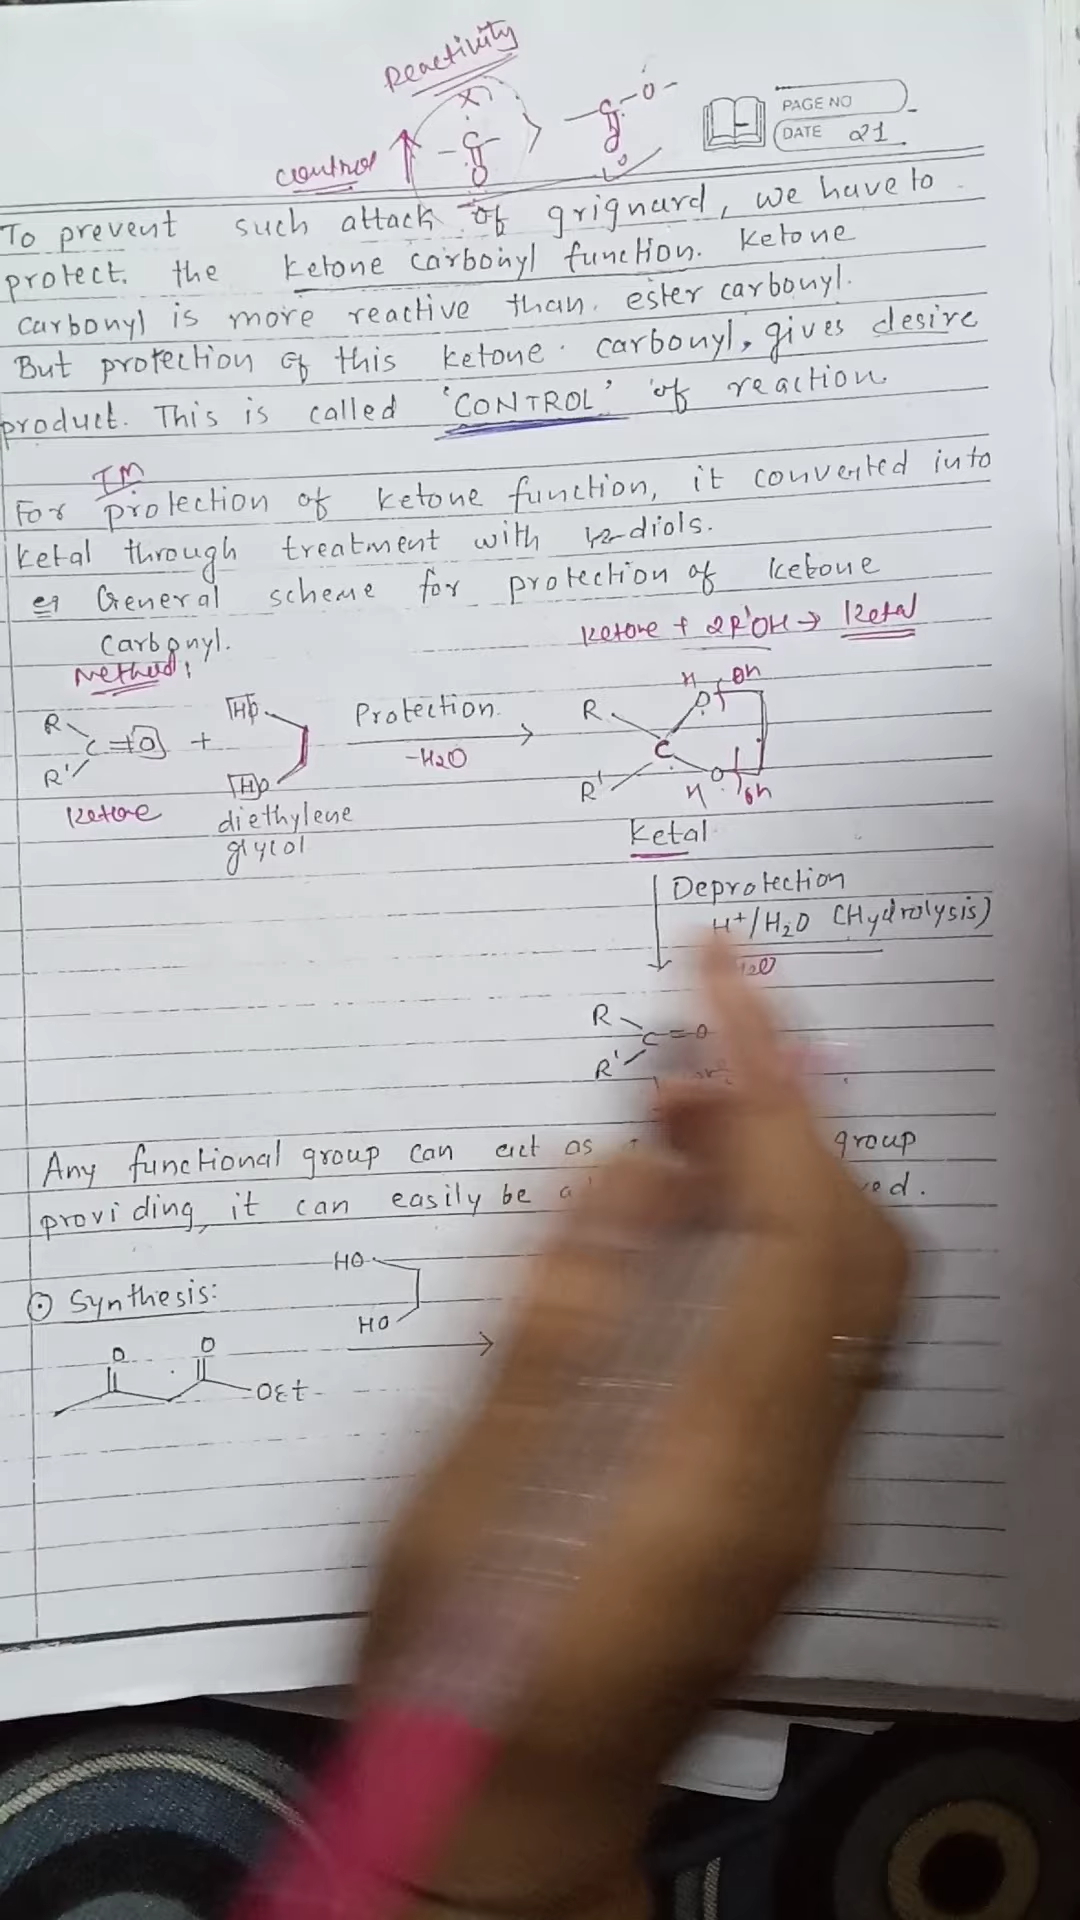 Reactivity
PAGE NO
DATE 21
control
To prevent such attack of grignard, we have to
protect. the ketone carbonyl function. Ketone
carbonyl is more reactive than. ester carbonyl.
But protection of this ketone carbonyl, gives desire
product. This is called 'CONTROL' of reaction
IM
For protection of ketone function, it converted into
ketal through treatment with 1,2-diols.
eg General scheme for protection of ketone
carbonyl.
Ketone + 2R'OH → Ketal
Method:
R R' C=O + HO HO Protection -H2O R R' C O O H OH H OH
Ketone diethylene glycol
Ketal
Deprotection
H+/H2O (Hydrolysis)
R R' C=O
Any functional group can act as group
providing, it can easily be
Synthesis:
HO
HO
O O OEt